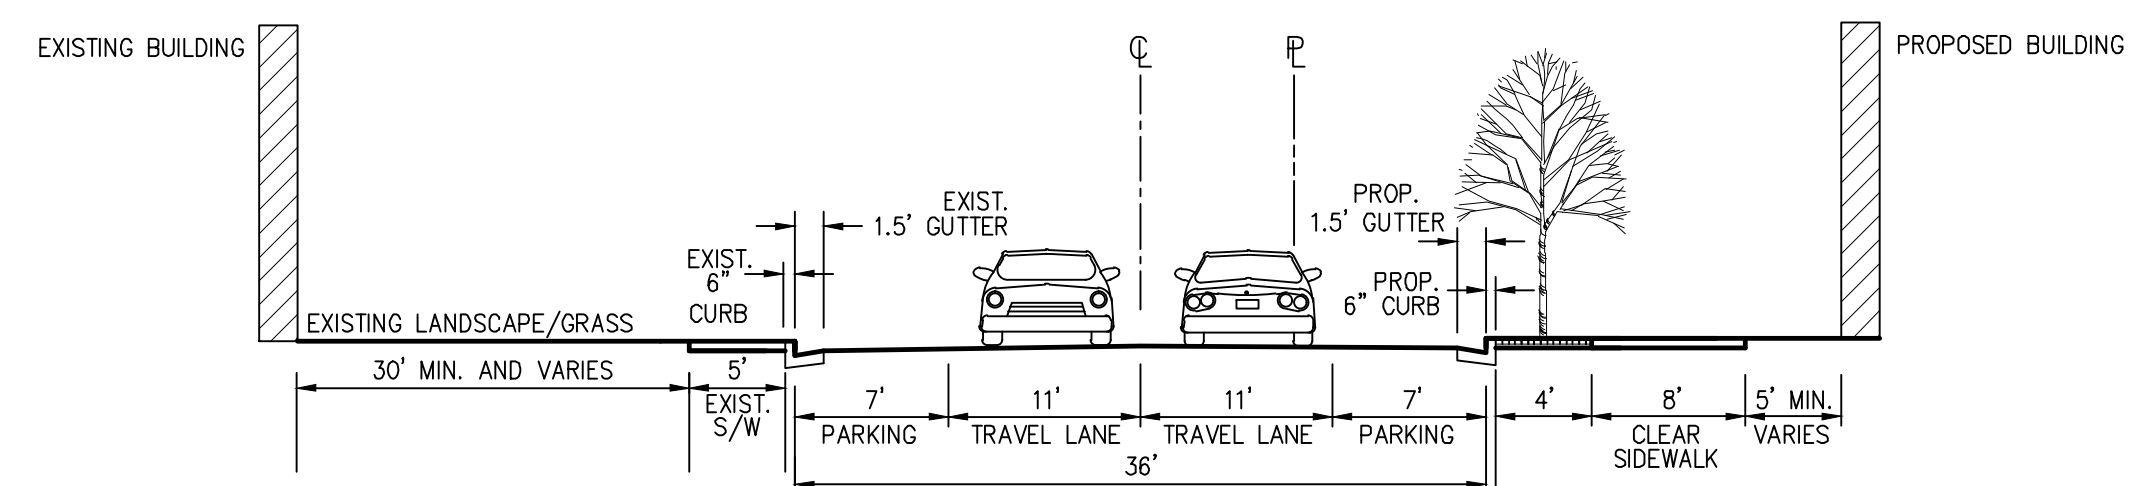 EXISTING BUILDING
℄
PL
PROPOSED BUILDING
EXIST.
1.5' GUTTER
PROP.
1.5' GUTTER
EXIST.
6"
CURB
PROP.
6" CURB
EXISTING LANDSCAPE/GRASS
30' MIN. AND VARIES
5'
EXIST.
S/W
7'
PARKING
11'
TRAVEL LANE
11'
TRAVEL LANE
7'
PARKING
4'
8'
CLEAR
SIDEWALK
5' MIN.
VARIES
36'